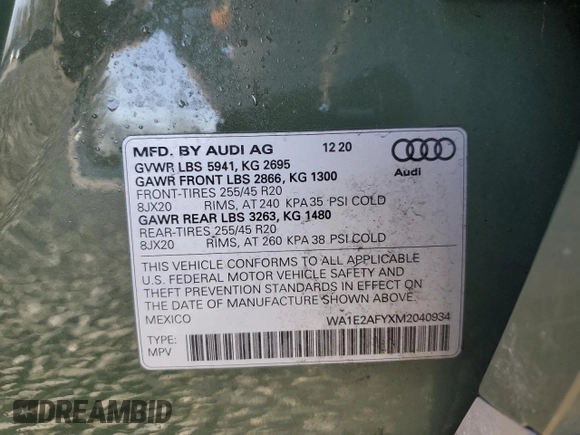 MFD. BY AUDI AG 12 20
GVWR LBS 5941, KG 2695
GAWR FRONT LBS 2866, KG 1300
FRONT-TIRES 255/45 R20
8JX20 RIMS, AT 240 KPA 35 PSI COLD
GAWR REAR LBS 3263, KG 1480
REAR-TIRES 255/45 R20
8JX20 RIMS, AT 260 KPA 38 PSI COLD
Audi
THIS VEHICLE CONFORMS TO ALL APPLICABLE
U.S. FEDERAL MOTOR VEHICLE SAFETY AND
THEFT PREVENTION STANDARDS IN EFFECT ON
THE DATE OF MANUFACTURE SHOWN ABOVE.
MEXICO WA1E2AFYXM2040934
TYPE:
MPV
DREAMBID